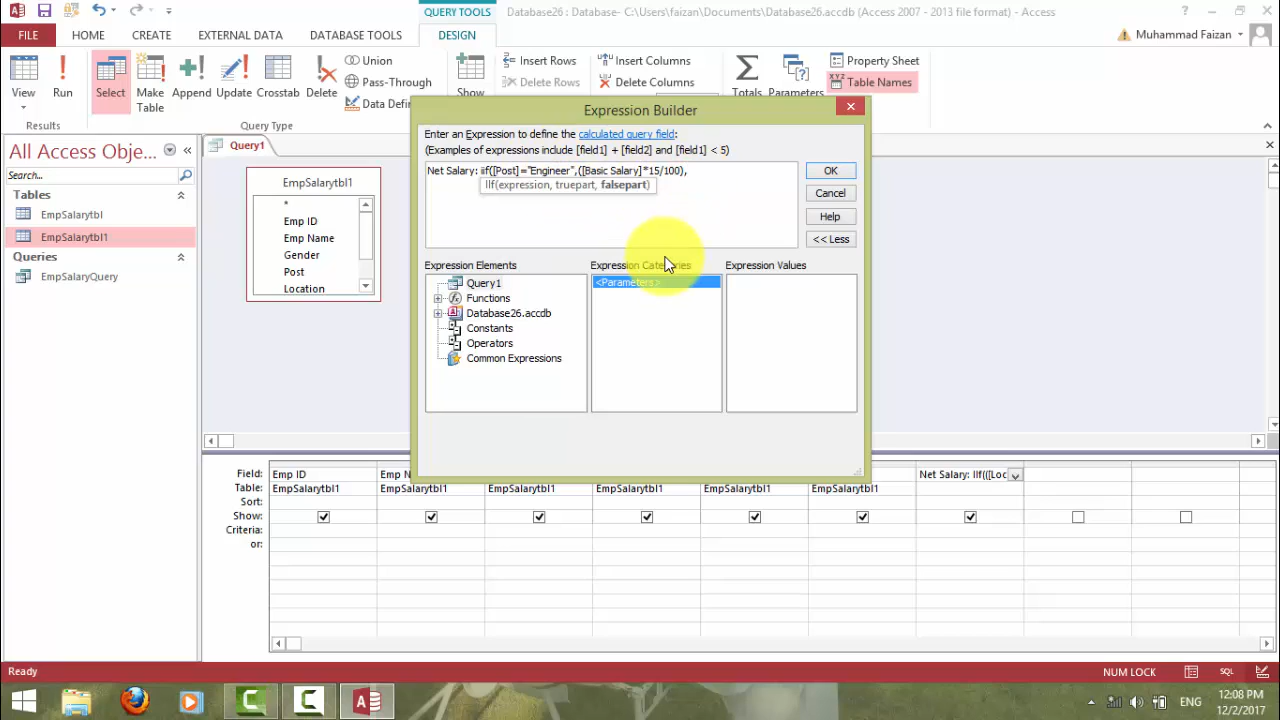 QUERY TOOLS
Database26 : Database- C:\Users\faizan\Documents\Database26.accdb (Access 2007 - 2013 file format) - Access
FILE HOME CREATE EXTERNAL DATA DATABASE TOOLS DESIGN Muhammad Faizan
View Run Select Make Table Append Update Crosstab Delete
Union
Pass-Through
Data Defi
Show
Insert Rows
Delete Rows
Insert Columns
Delete Columns
Totals Parameters
Property Sheet
Table Names
Results Query Type
All Access Obje...
Search...
Tables
EmpSalarytbl
EmpSalarytbl1
Queries
EmpSalaryQuery
Query1
EmpSalarytbl1
*
Emp ID
Emp Name
Gender
Post
Location
Expression Builder
Enter an Expression to define the calculated query field:
(Examples of expressions include [field1] + [field2] and [field1] < 5)
Net Salary: iif([Post]="Engineer",([Basic Salary]*15/100),
IIf(expression, truepart, falsepart)
OK
Cancel
Help
<< Less
Expression Elements Expression Categories Expression Values
Query1
Functions
Database26.accdb
Constants
Operators
Common Expressions
<Parameters>
Field: Emp ID Emp N Net Salary: IIf(([Loc
Table: EmpSalarytbl1 EmpSalarytbl1 EmpSalarytbl1 EmpSalarytbl1 EmpSalarytbl1 EmpSalarytbl1
Sort:
Show:
Criteria:
or:
Ready NUM LOCK SQL
ENG
12:08 PM
12/2/2017